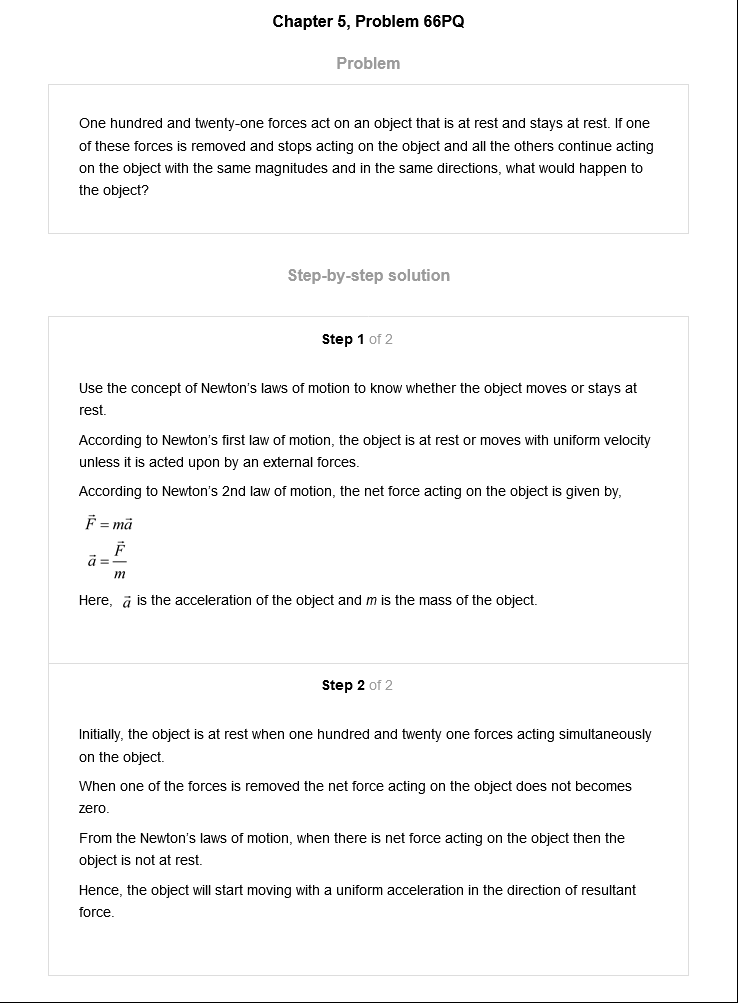 Chapter 5, Problem 66PQ
Problem
One hundred and twenty-one forces act on an object that is at rest and stays at rest. If one
of these forces is removed and stops acting on the object and all the others continue acting
on the object with the same magnitudes and in the same directions, what would happen to
the object?
Step-by-step solution
Step 1 of 2
Use the concept of Newton's laws of motion to know whether the object moves or stays at
rest.
According to Newton's first law of motion, the object is at rest or moves with uniform velocity
unless it is acted upon by an external forces.
According to Newton's 2nd law of motion, the net force acting on the object is given by,
F⃗ = ma⃗
a⃗ = F⃗/m
Here, a⃗ is the acceleration of the object and m is the mass of the object.
Step 2 of 2
Initially, the object is at rest when one hundred and twenty one forces acting simultaneously
on the object.
When one of the forces is removed the net force acting on the object does not becomes
zero.
From the Newton's laws of motion, when there is net force acting on the object then the
object is not at rest.
Hence, the object will start moving with a uniform acceleration in the direction of resultant
force.